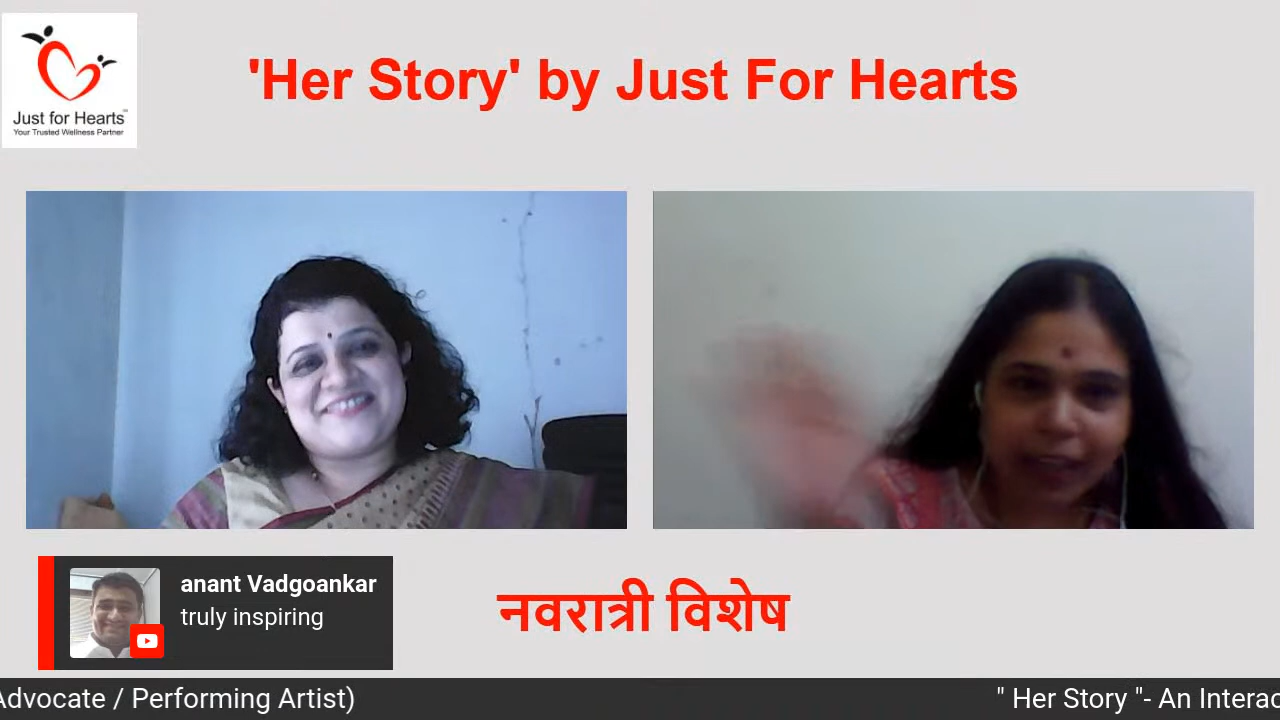 'Her Story' by Just For Hearts
Just for Hearts™
Your Trusted Wellness Partner
anant Vadgoankar
truly inspiring
नवरात्री विशेष
Advocate / Performing Artist)
" Her Story "- An Interac